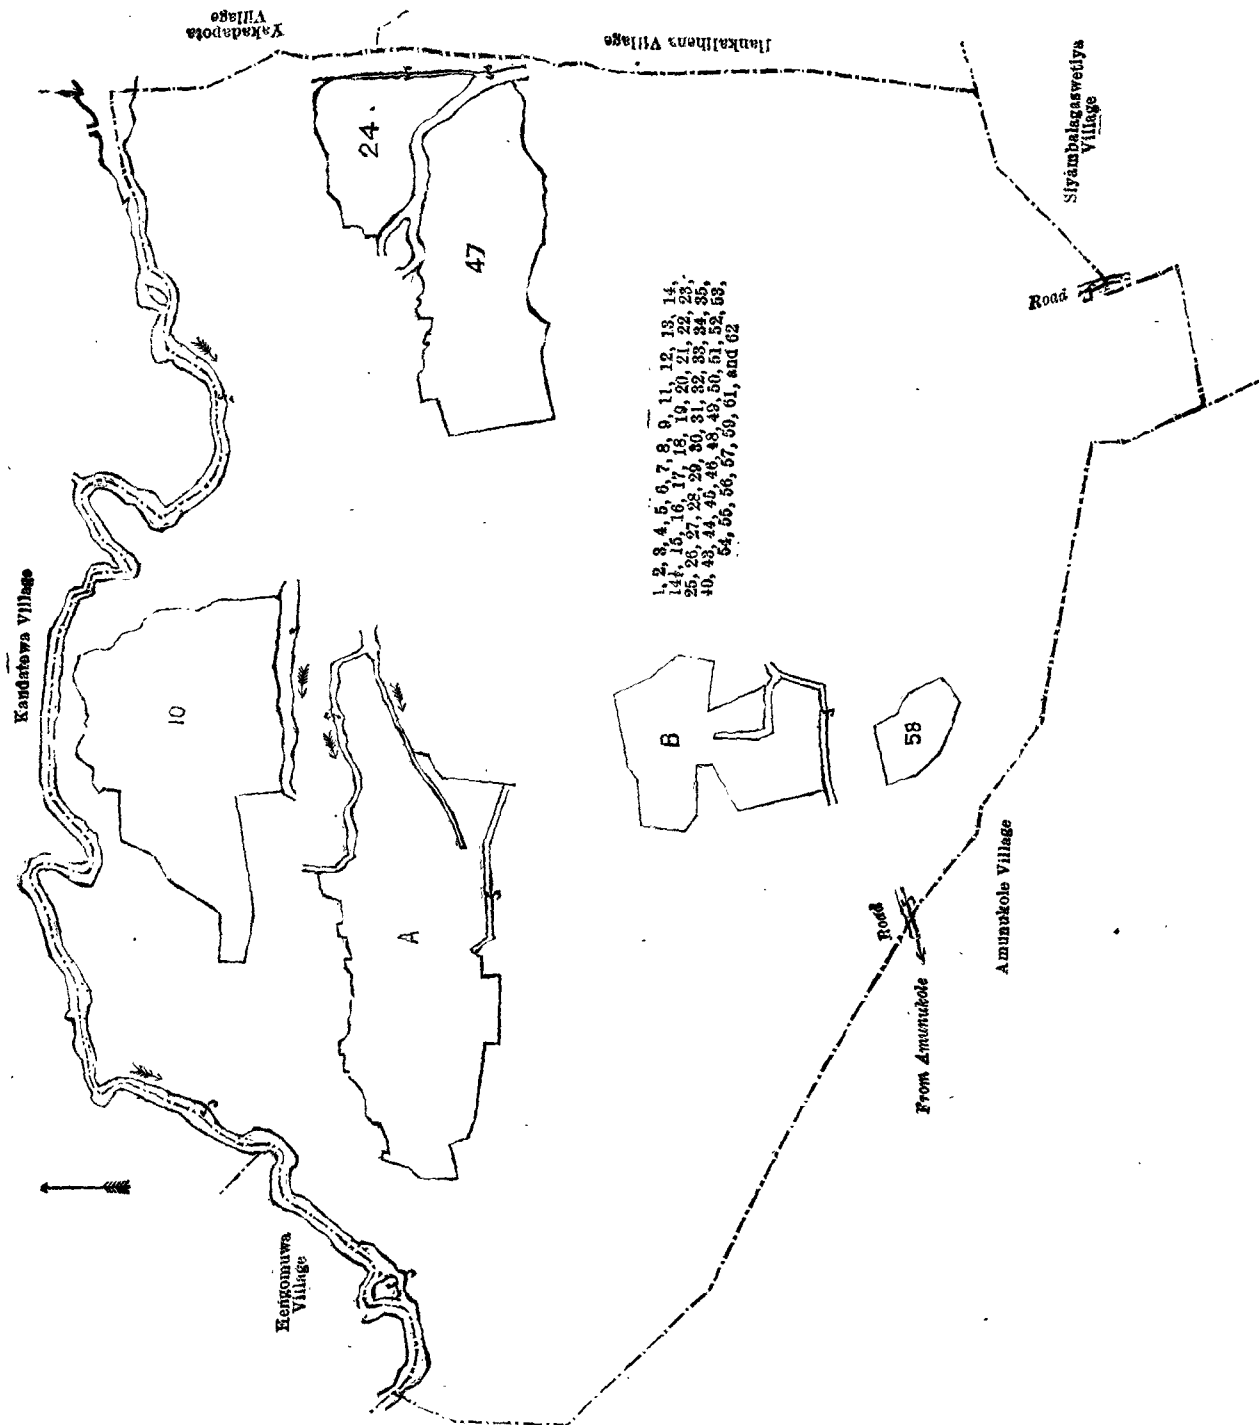 Yakadapota
Village
Siyambalagaswetiya
Village
24
47
Road
Kandatewa Village
10
1, 2, 3, 4, 5, 6, 7, 8, 9, 11, 12, 13, 14,
14½, 15, 16, 17, 18, 19, 20, 21, 22, 23,
25, 26, 27, 28, 29, 30, 31, 32, 33, 34, 35,
40, 43, 44, 45, 46, 48, 49, 50, 51, 52, 53,
54, 55, 56, 57, 59, 61, and 62
B
58
A
Road
From Amunukole
Amunukole Village
Hengomuwa
Village